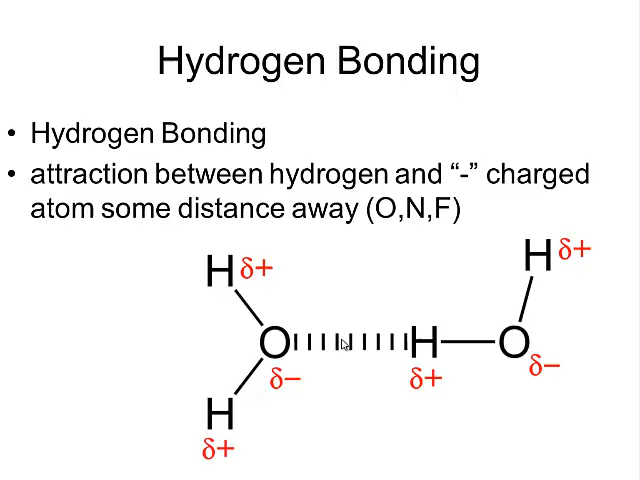 Hydrogen Bonding
• Hydrogen Bonding
• attraction between hydrogen and “-” charged
atom some distance away (O,N,F)
H δ+
H δ+
O H O
δ− δ+ δ−
H
δ+